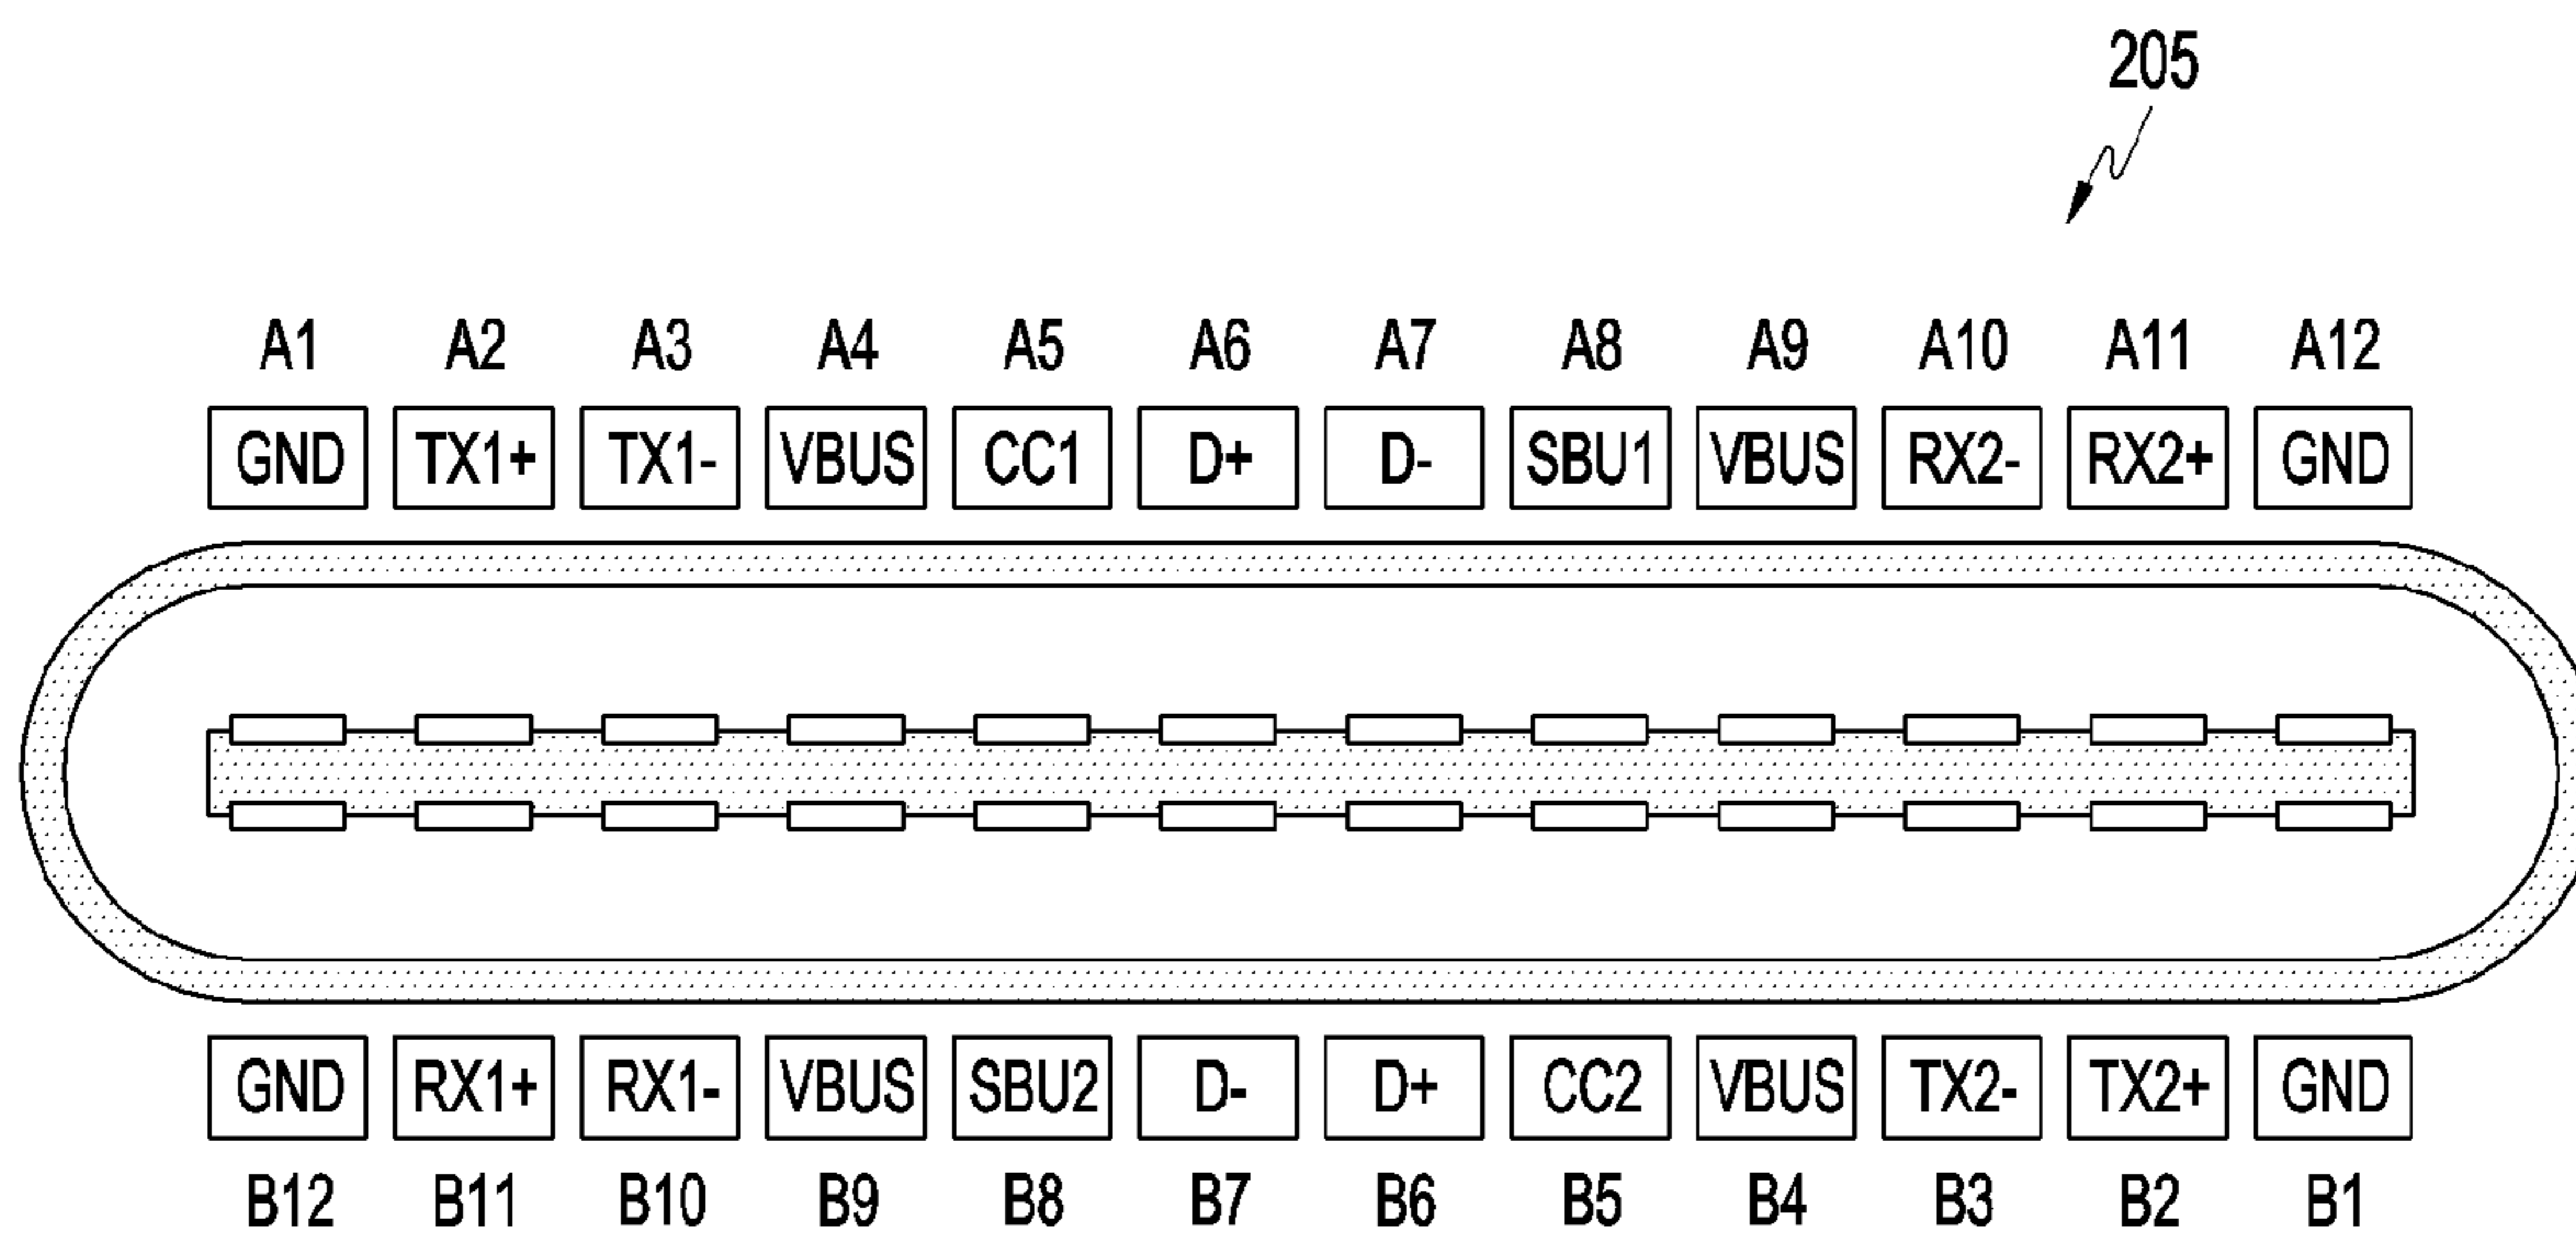 205
A1 A2 A3 A4 A5 A6 A7 A8 A9 A10 A11 A12
GND TX1+ TX1- VBUS CC1 D+ D- SBU1 VBUS RX2- RX2+ GND
GND RX1+ RX1- VBUS SBU2 D- D+ CC2 VBUS TX2- TX2+ GND
B12 B11 B10 B9 B8 B7 B6 B5 B4 B3 B2 B1